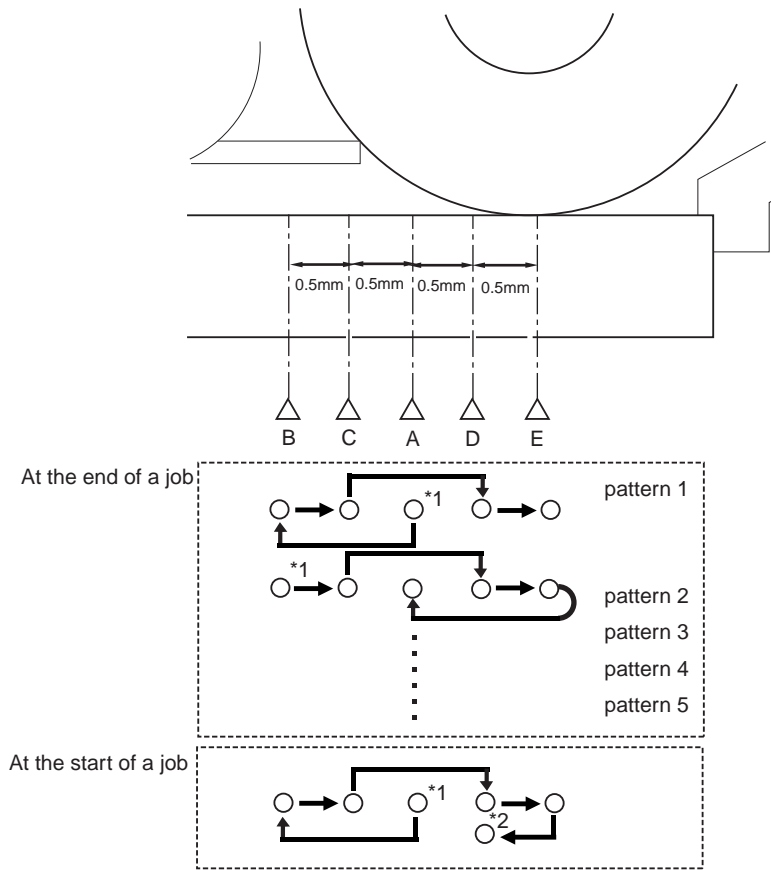 0.5mm 0.5mm 0.5mm 0.5mm
B C A D E
At the end of a job
*1 pattern 1
*1
pattern 2
pattern 3
pattern 4
pattern 5
At the start of a job
*1
*2